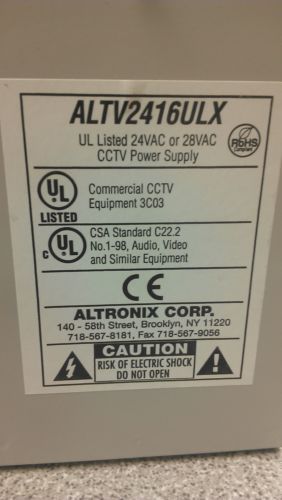 ALTV2416ULX
UL Listed 24VAC or 28VAC
CCTV Power Supply
RoHS
Compliant
UL
LISTED
Commercial CCTV
Equipment 3C03
C UL
CSA Standard C22.2
No.1-98, Audio, Video
and Similar Equipment
CE
ALTRONIX CORP.
140 - 58th Street, Brooklyn, NY 11220
718-567-8181, Fax 718-567-9056
CAUTION
RISK OF ELECTRIC SHOCK
DO NOT OPEN